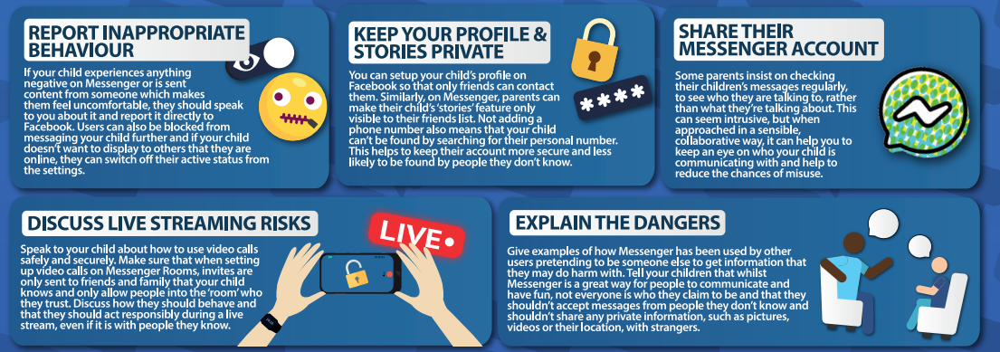 REPORT INAPPROPRIATE
BEHAVIOUR
If your child experiences anything
negative on Messenger or is sent
content from someone which makes
them feel uncomfortable, they should speak
to you about it and report it directly to
Facebook. Users can also be blocked from
messaging your child further and if your child
doesn't want to display to others that they are
online, they can switch off their active status from
the settings.
KEEP YOUR PROFILE &
STORIES PRIVATE
You can setup your child's profile on
Facebook so that only friends can contact
them. Similarly, on Messenger, parents can
make their child's 'stories' feature only
visible to their friends list. Not adding a
phone number also means that your child
can't be found by searching for their personal number.
This helps to keep their account more secure and less
likely to be found by people they don't know.
****
SHARE THEIR
MESSENGER ACCOUNT
Some parents insist on checking
their children's messages regularly,
to see who they are talking to, rather
than what they're talking about. This
can seem intrusive, but when
approached in a sensible,
collaborative way, it can help you to
keep an eye on who your child is
communicating with and help to
reduce the chances of misuse.
DISCUSS LIVE STREAMING RISKS
LIVE•
Speak to your child about how to use video calls
safely and securely. Make sure that when setting
up video calls on Messenger Rooms, invites are
only sent to friends and family that your child
knows and only allow people into the 'room' who
they trust. Discuss how they should behave and
that they should act responsibly during a live
stream, even if it is with people they know.
EXPLAIN THE DANGERS
Give examples of how Messenger has been used by other
users pretending to be someone else to get information that
they may do harm with. Tell your children that whilst
Messenger is a great way for people to communicate and
have fun, not everyone is who they claim to be and that they
shouldn't accept messages from people they don't know and
shouldn't share any private information, such as pictures,
videos or their location, with strangers.